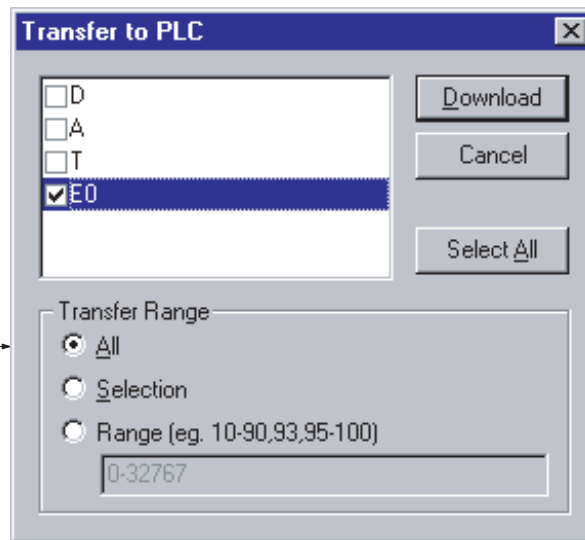 Transfer to PLC
D
A
T
E0
Download
Cancel
Select All
Transfer Range
All
Selection
Range (eg. 10-90,93,95-100)
0-32767